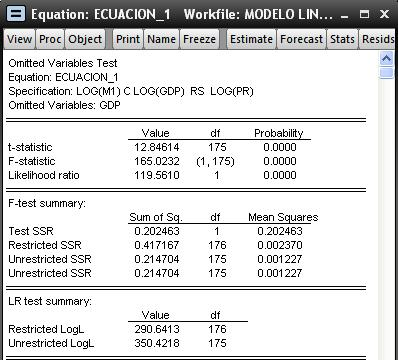 Equation: ECUACION_1 Workfile: MODELO LIN...
View Proc Object Print Name Freeze Estimate Forecast Stats Resids
Omitted Variables Test
Equation: ECUACION_1
Specification: LOG(M1) C LOG(GDP) RS LOG(PR)
Omitted Variables: GDP
Value df Probability
t-statistic 12.84614 175 0.0000
F-statistic 165.0232 (1, 175) 0.0000
Likelihood ratio 119.5610 1 0.0000
F-test summary:
Sum of Sq. df Mean Squares
Test SSR 0.202463 1 0.202463
Restricted SSR 0.417167 176 0.002370
Unrestricted SSR 0.214704 175 0.001227
Unrestricted SSR 0.214704 175 0.001227
LR test summary:
Value df
Restricted LogL 290.6413 176
Unrestricted LogL 350.4218 175